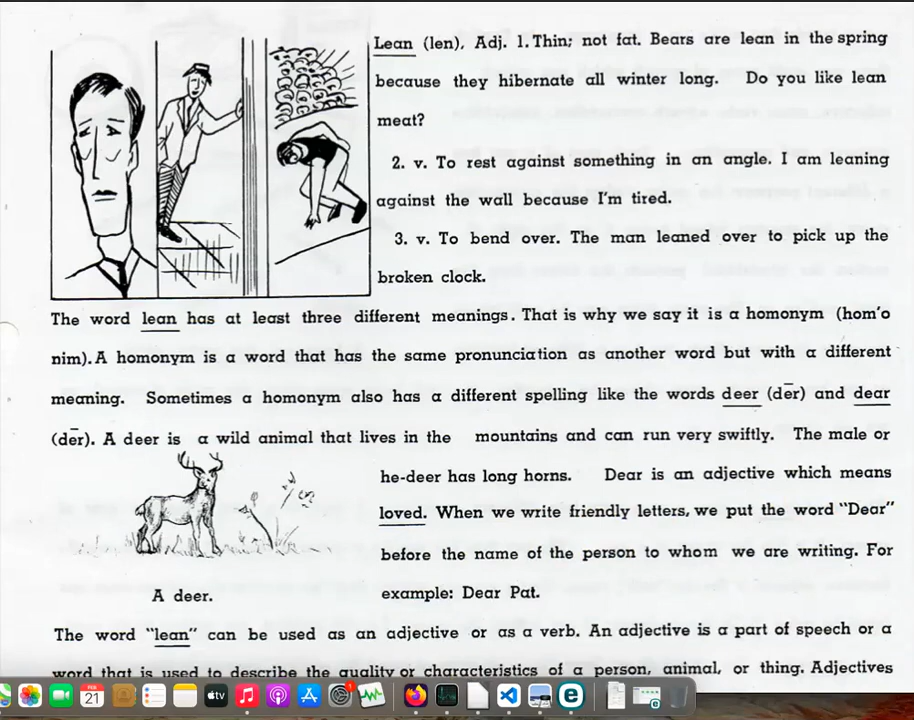 Lean (len), Adj. 1. Thin; not fat. Bears are lean in the spring
because they hibernate all winter long. Do you like lean
meat?
2. v. To rest against something in an angle. I am leaning
against the wall because I'm tired.
3. v. To bend over. The man leaned over to pick up the
broken clock.
The word lean has at least three different meanings. That is why we say it is a homonym (hom'o
nim). A homonym is a word that has the same pronunciation as another word but with a different
meaning. Sometimes a homonym also has a different spelling like the words deer (dēr) and dear
(dēr). A deer is a wild animal that lives in the mountains and can run very swiftly. The male or
he-deer has long horns. Dear is an adjective which means
loved. When we write friendly letters, we put the word "Dear"
before the name of the person to whom we are writing. For
A deer.
example: Dear Pat.
The word "lean" can be used as an adjective or as a verb. An adjective is a part of speech or a
word that is used to describe the quality or characteristics of a person, animal, or thing. Adjectives
FEB
21
tv